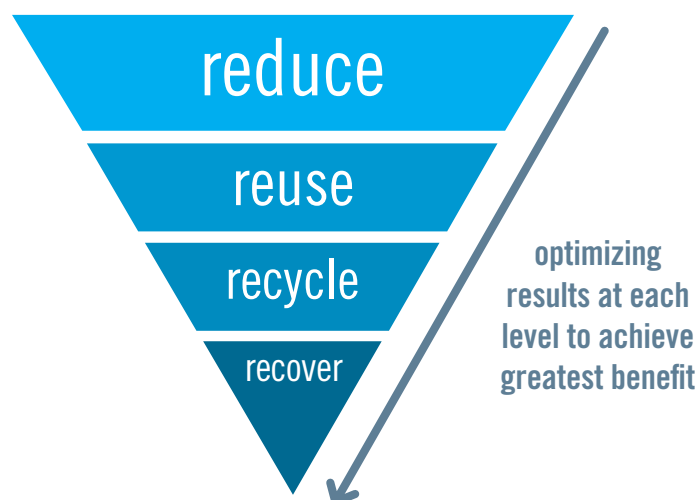 reduce
reuse
recycle
recover
optimizing
results at each
level to achieve
greatest benefit